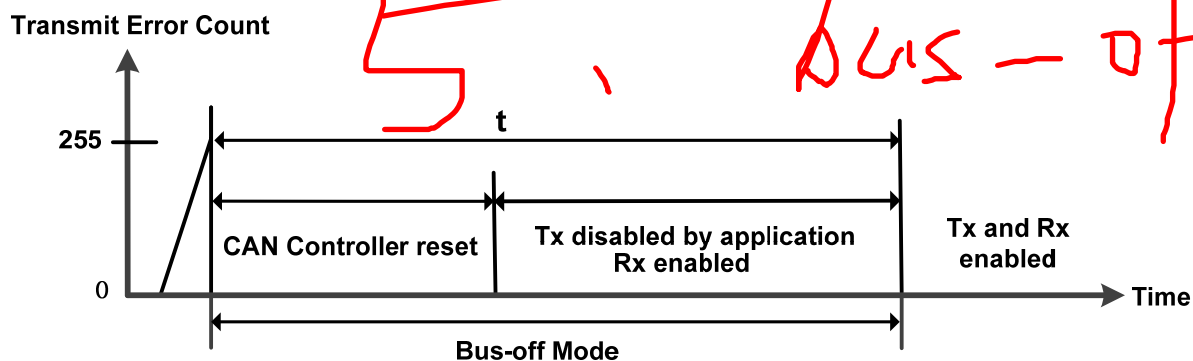 5、 bus-of
Transmit Error Count
255
t
CAN Controller reset
Tx disabled by application
Rx enabled
Tx and Rx
enabled
0
Time
Bus-off Mode